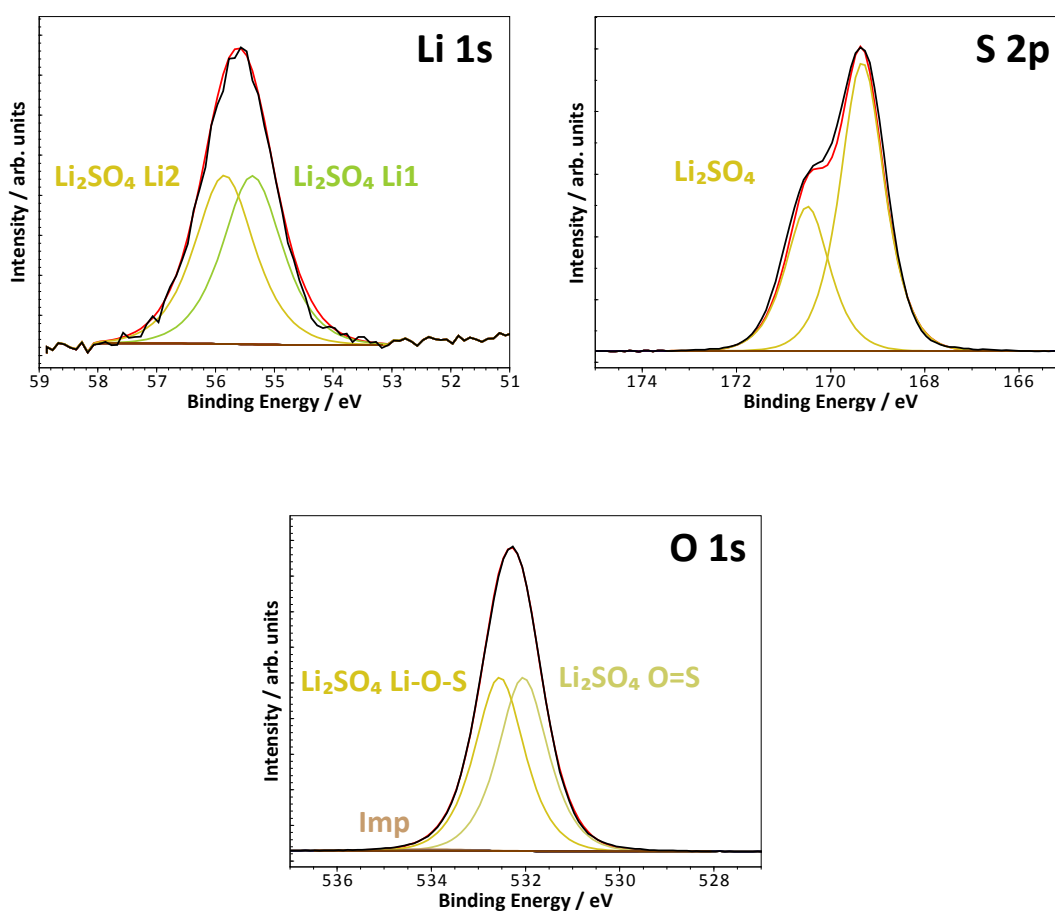 Li 1s
Intensity / arb. units
Li₂SO₄ Li2
Li₂SO₄ Li1
59 58 57 56 55 54 53 52 51
Binding Energy / eV
S 2p
Intensity / arb. units
Li₂SO₄
174 172 170 168 166
Binding Energy / eV
O 1s
Intensity / arb. units
Li₂SO₄ Li-O-S
Li₂SO₄ O=S
Imp
536 534 532 530 528
Binding Energy / eV